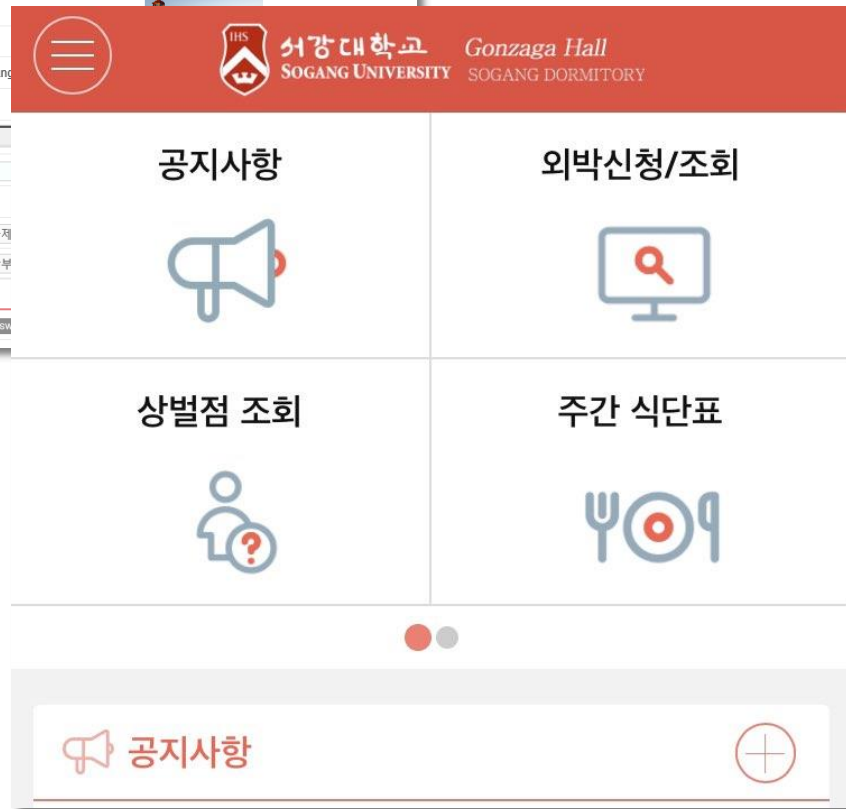 IHS
서강대학교
SOGANG UNIVERSITY
Gonzaga Hall
SOGANG DORMITORY
공지사항
외박신청/조회
?
상벌점 조회
주간 식단표
공지사항